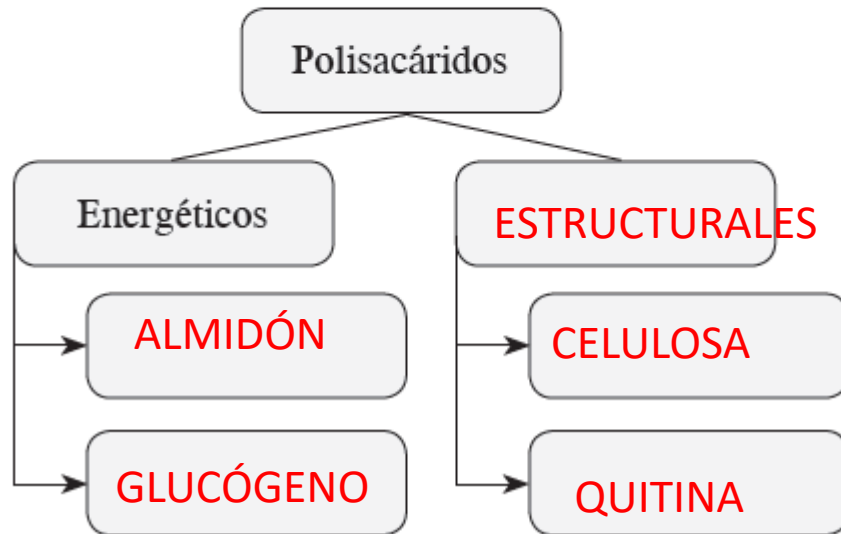 Polisacáridos
Energéticos
ESTRUCTURALES
ALMIDÓN
CELULOSA
GLUCÓGENO
QUITINA